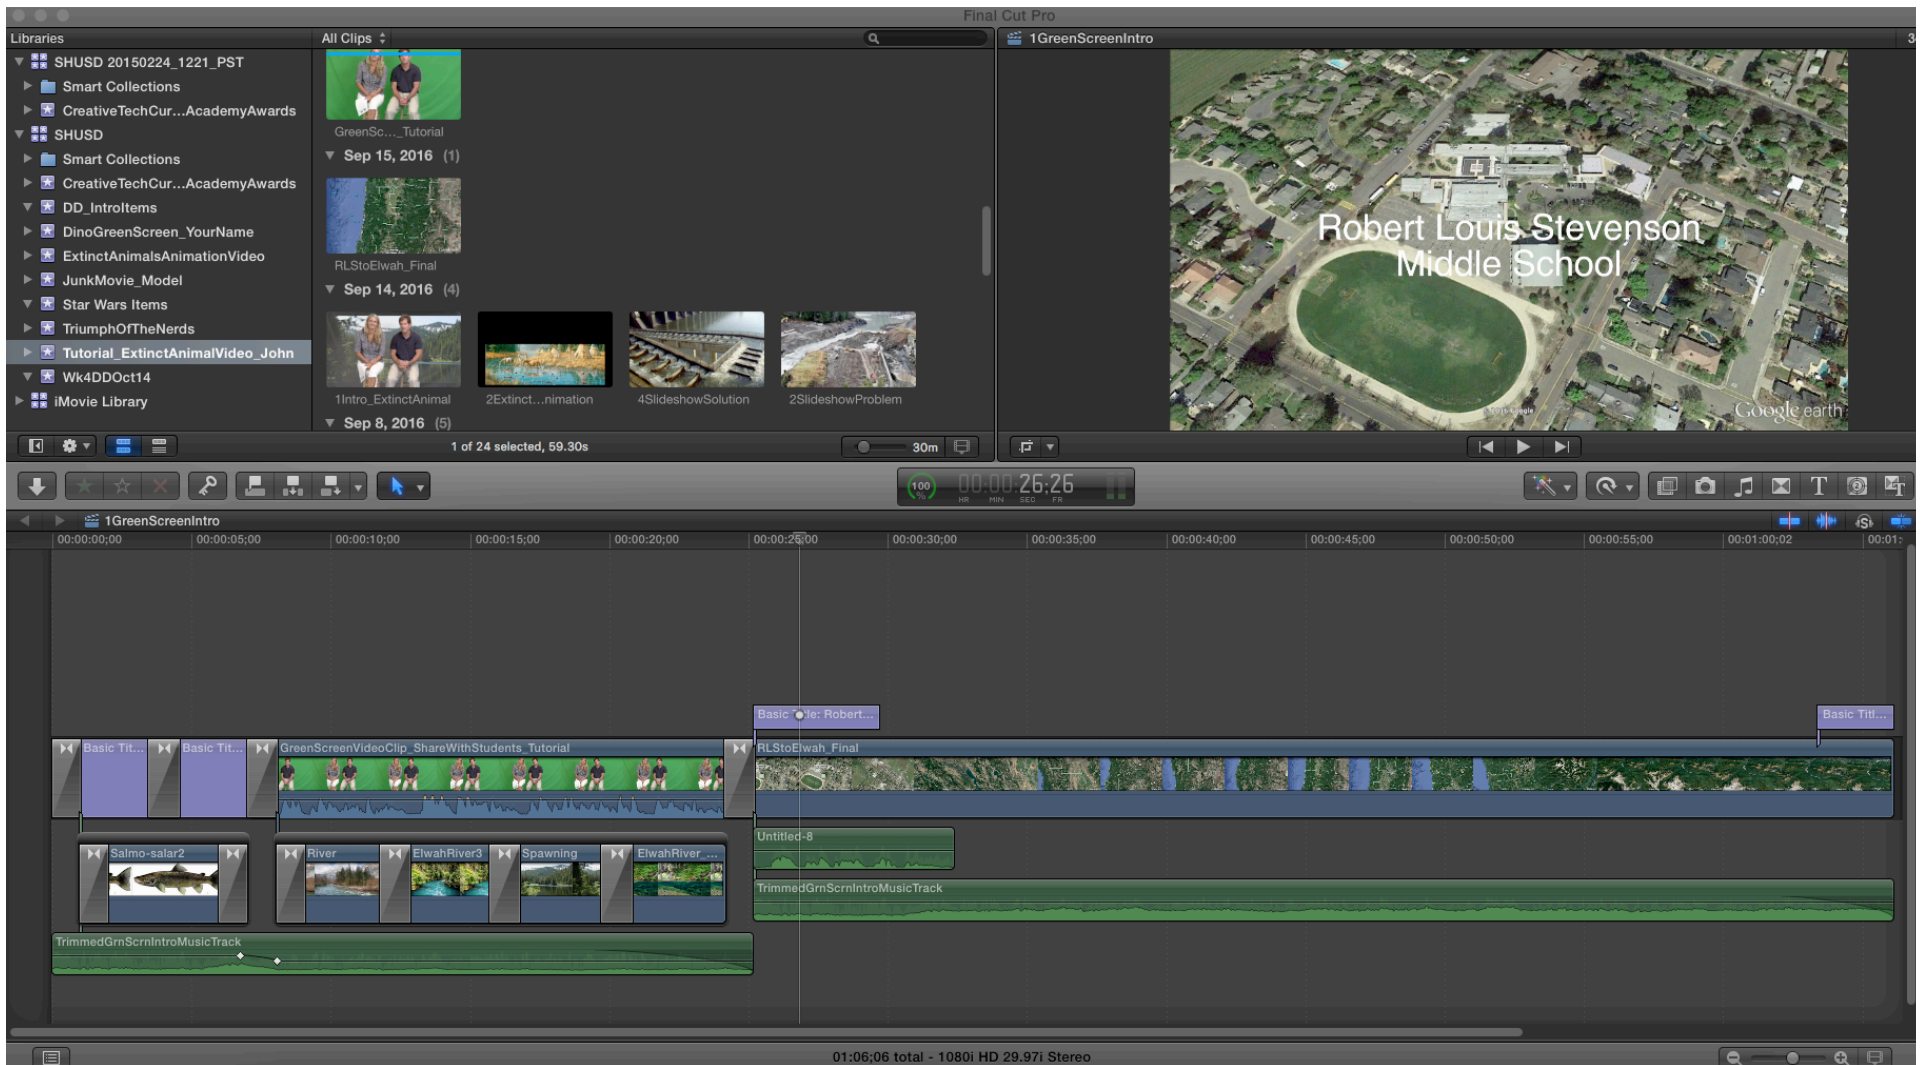 Final Cut Pro
Libraries
All Clips
1GreenScreenIntro
SHUSD 20150224_1221_PST
Smart Collections
CreativeTechCur...AcademyAwards
SHUSD
Smart Collections
CreativeTechCur...AcademyAwards
DD_IntroItems
DinoGreenScreen_YourName
ExtinctAnimalsAnimationVideo
JunkMovie_Model
Star Wars Items
TriumphOfTheNerds
Tutorial_ExtinctAnimalVideo_John
Wk4DDOct14
iMovie Library
GreenSc..._Tutorial
Sep 15, 2016 (1)
RLStoElwah_Final
Sep 14, 2016 (4)
1Intro_ExtinctAnimal
2Extinct...nimation
4SlideshowSolution
2SlideshowProblem
Sep 8, 2016 (5)
Robert Louis Stevenson
Middle School
Google earth
1 of 24 selected, 59.30s
30m
100
%
00:00:26;26
HR MIN SEC FR
1GreenScreenIntro
00:00:00;00
00:00:05;00
00:00:10;00
00:00:15;00
00:00:20;00
00:00:25;00
00:00:30;00
00:00:35;00
00:00:40;00
00:00:45;00
00:00:50;00
00:00:55;00
00:01:00;02
00:01:
Basic Title: Robert...
Basic Titl...
Basic Tit...
Basic Tit...
GreenScreenVideoClip_ShareWithStudents_Tutorial
RLStoElwah_Final
Untitled-8
Salmo-salar2
River
ElwahRiver3
Spawning
ElwahRiver_...
TrimmedGrnScrnIntroMusicTrack
TrimmedGrnScrnIntroMusicTrack
01:06;06 total - 1080i HD 29.97i Stereo